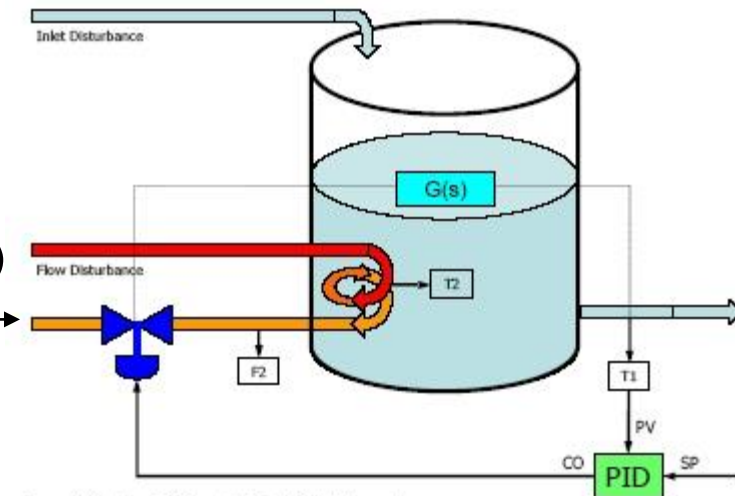 Inlet Disturbance
G(s)
)
Flow Disturbance
T2
F2
T1
PV
CO
PID
SP